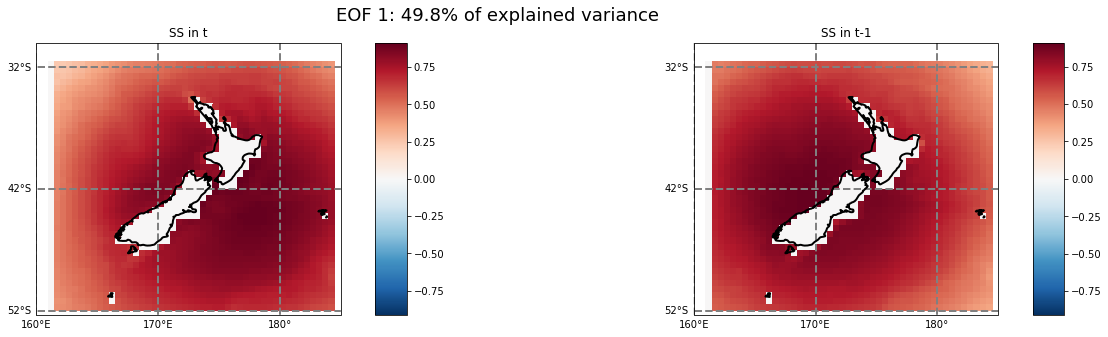 EOF 1: 49.8% of explained variance
SS in t
SS in t-1
32°S
42°S
52°S
160°E
170°E
180°
0.75
0.50
0.25
0.00
−0.25
−0.50
−0.75
32°S
42°S
52°S
160°E
170°E
180°
0.75
0.50
0.25
0.00
−0.25
−0.50
−0.75